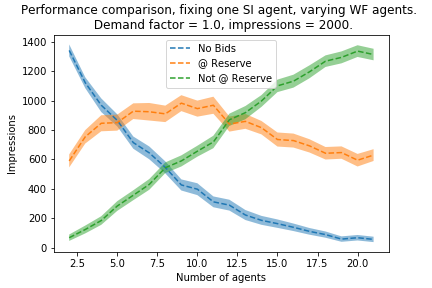 Performance comparison, fixing one SI agent, varying WF agents.
Demand factor = 1.0, impressions = 2000.
No Bids
@ Reserve
Not @ Reserve
Impressions
1400
1200
1000
800
600
400
200
0
2.5 5.0 7.5 10.0 12.5 15.0 17.5 20.0
Number of agents